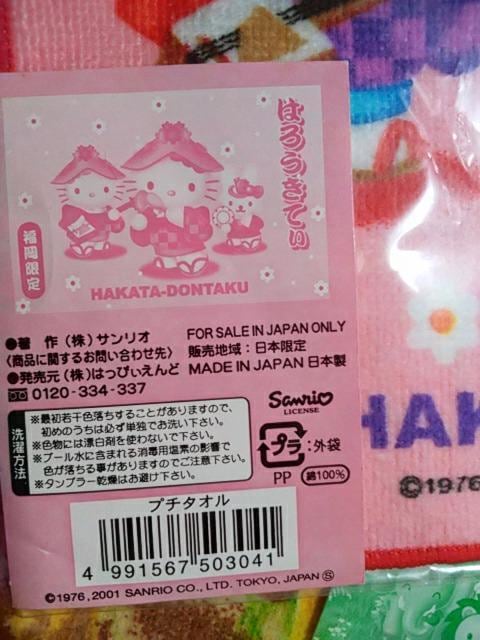 はろうきてぃ
福岡限定
HAKATA-DONTAKU
●著 作 (株) サンリオ
FOR SALE IN JAPAN ONLY
〈商品に関するお問い合わせ先〉
販売地域：日本限定
●発売元 (株) はっぴぃえんど
MADE IN JAPAN 日本製
0120-334-337
洗濯方法
※最初若干色落ちすることがありますので、
初めのうちは必ず単独でお洗い下さい。
※色物には漂白剤を使わないで下さい。
※プール水に含まれる消毒用塩素の影響で
色が落ちる事がありますのでご注意下さい。
※タンブラー乾燥はお避け下さい。
Sanrio
LICENSE
プラ：外袋
PP 綿100%
プチタオル
4 991567 503041
©1976, 2001 SANRIO CO., LTD. TOKYO, JAPAN Ⓢ
HAK
©1976